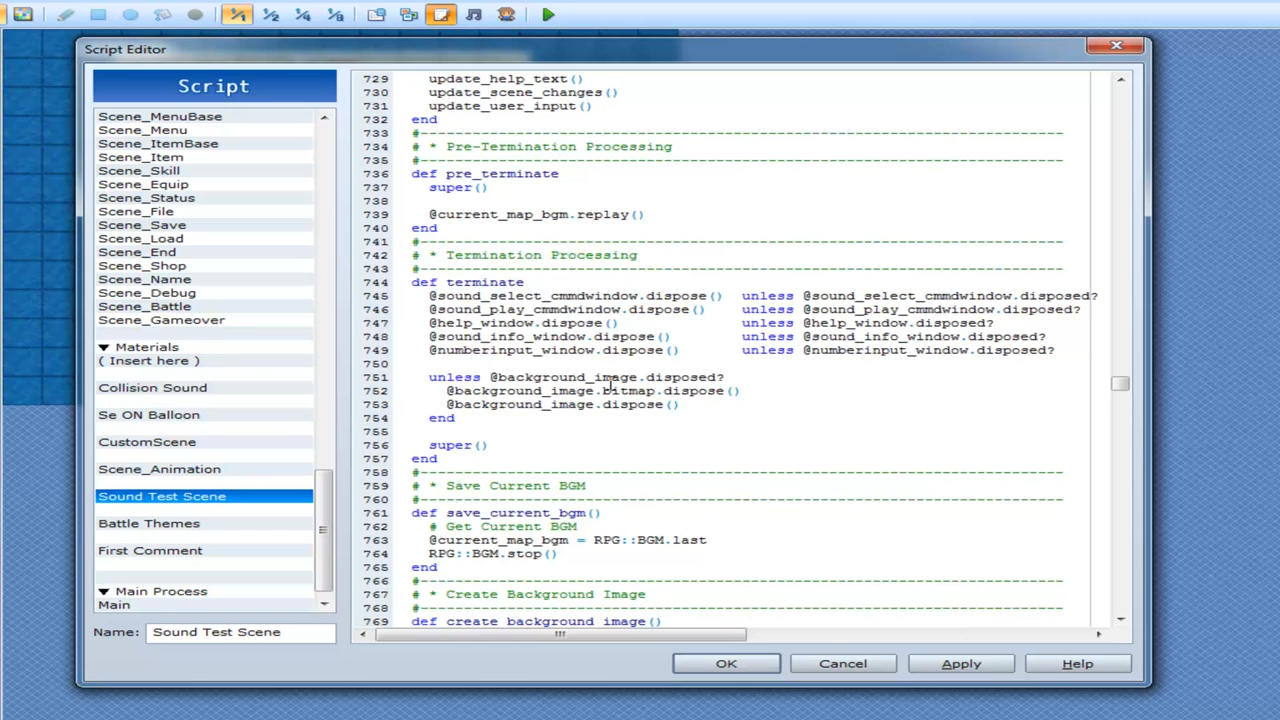 Script Editor
Script
Scene_MenuBase
Scene_Menu
Scene_ItemBase
Scene_Item
Scene_Skill
Scene_Equip
Scene_Status
Scene_File
Scene_Save
Scene_Load
Scene_End
Scene_Shop
Scene_Name
Scene_Debug
Scene_Battle
Scene_Gameover
▼ Materials
( Insert here )
Collision Sound
Se ON Balloon
CustomScene
Scene_Animation
Sound Test Scene
Battle Themes
First Comment
▼ Main Process
Main
Name: Sound Test Scene
729 update_help_text()
730 update_scene_changes()
731 update_user_input()
732 end
733 #--------------------------------------------------------------------------
734 # * Pre-Termination Processing
735 #--------------------------------------------------------------------------
736 def pre_terminate
737 super()
738
739 @current_map_bgm.replay()
740 end
741 #--------------------------------------------------------------------------
742 # * Termination Processing
743 #--------------------------------------------------------------------------
744 def terminate
745 @sound_select_cmmdwindow.dispose() unless @sound_select_cmmdwindow.disposed?
746 @sound_play_cmmdwindow.dispose() unless @sound_play_cmmdwindow.disposed?
747 @help_window.dispose() unless @help_window.disposed?
748 @sound_info_window.dispose() unless @sound_info_window.disposed?
749 @numberinput_window.dispose() unless @numberinput_window.disposed?
750
751 unless @background_image.disposed?
752 @background_image.bitmap.dispose()
753 @background_image.dispose()
754 end
755
756 super()
757 end
758 #--------------------------------------------------------------------------
759 # * Save Current BGM
760 #--------------------------------------------------------------------------
761 def save_current_bgm()
762 # Get Current BGM
763 @current_map_bgm = RPG::BGM.last
764 RPG::BGM.stop()
765 end
766 #--------------------------------------------------------------------------
767 # * Create Background Image
768 #--------------------------------------------------------------------------
769 def create_background_image()
OK
Cancel
Apply
Help